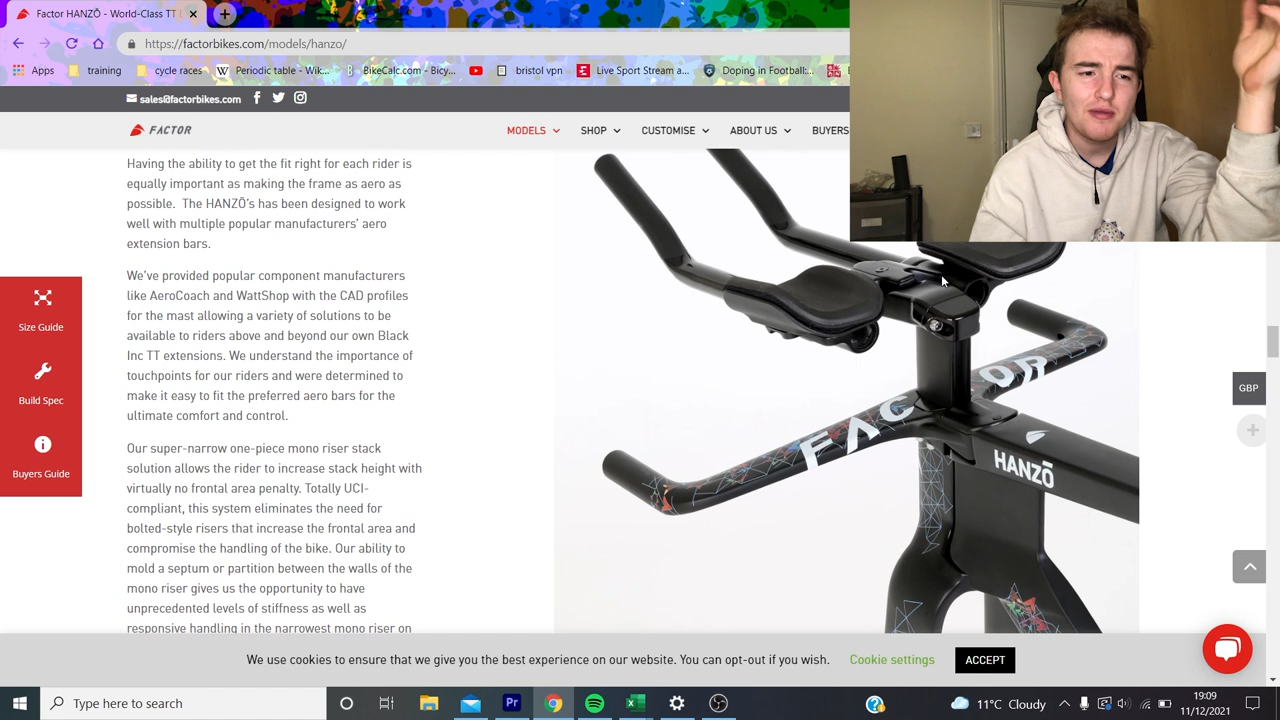 Factor HANZŌ - World-Class TT
https://factorbikes.com/models/hanzo/
Apps
training
cycle races
Periodic table - Wik...
BikeCalc.com - Bicy...
bristol vpn
Live Sport Stream a...
Doping in Football:...
sales@factorbikes.com
FACTOR
MODELS
SHOP
CUSTOMISE
ABOUT US
BUYERS
Having the ability to get the fit right for each rider is
equally important as making the frame as aero as
possible. The HANZŌ's has been designed to work
well with multiple popular manufacturers' aero
extension bars.
We've provided popular component manufacturers
like AeroCoach and WattShop with the CAD profiles
for the mast allowing a variety of solutions to be
available to riders above and beyond our own Black
Inc TT extensions. We understand the importance of
touchpoints for our riders and were determined to
make it easy to fit the preferred aero bars for the
ultimate comfort and control.
Our super-narrow one-piece mono riser stack
solution allows the rider to increase stack height with
virtually no frontal area penalty. Totally UCI-
compliant, this system eliminates the need for
bolted-style risers that increase the frontal area and
compromise the handling of the bike. Our ability to
mold a septum or partition between the walls of the
mono riser gives us the opportunity to have
unprecedented levels of stiffness as well as
responsive handling in the narrowest mono riser on
Size Guide
Build Spec
Buyers Guide
FAC
OR
HANZŌ
GBP
We use cookies to ensure that we give you the best experience on our website. You can opt-out if you wish.
Cookie settings
ACCEPT
Type here to search
Pr
11°C Cloudy
19:09
11/12/2021